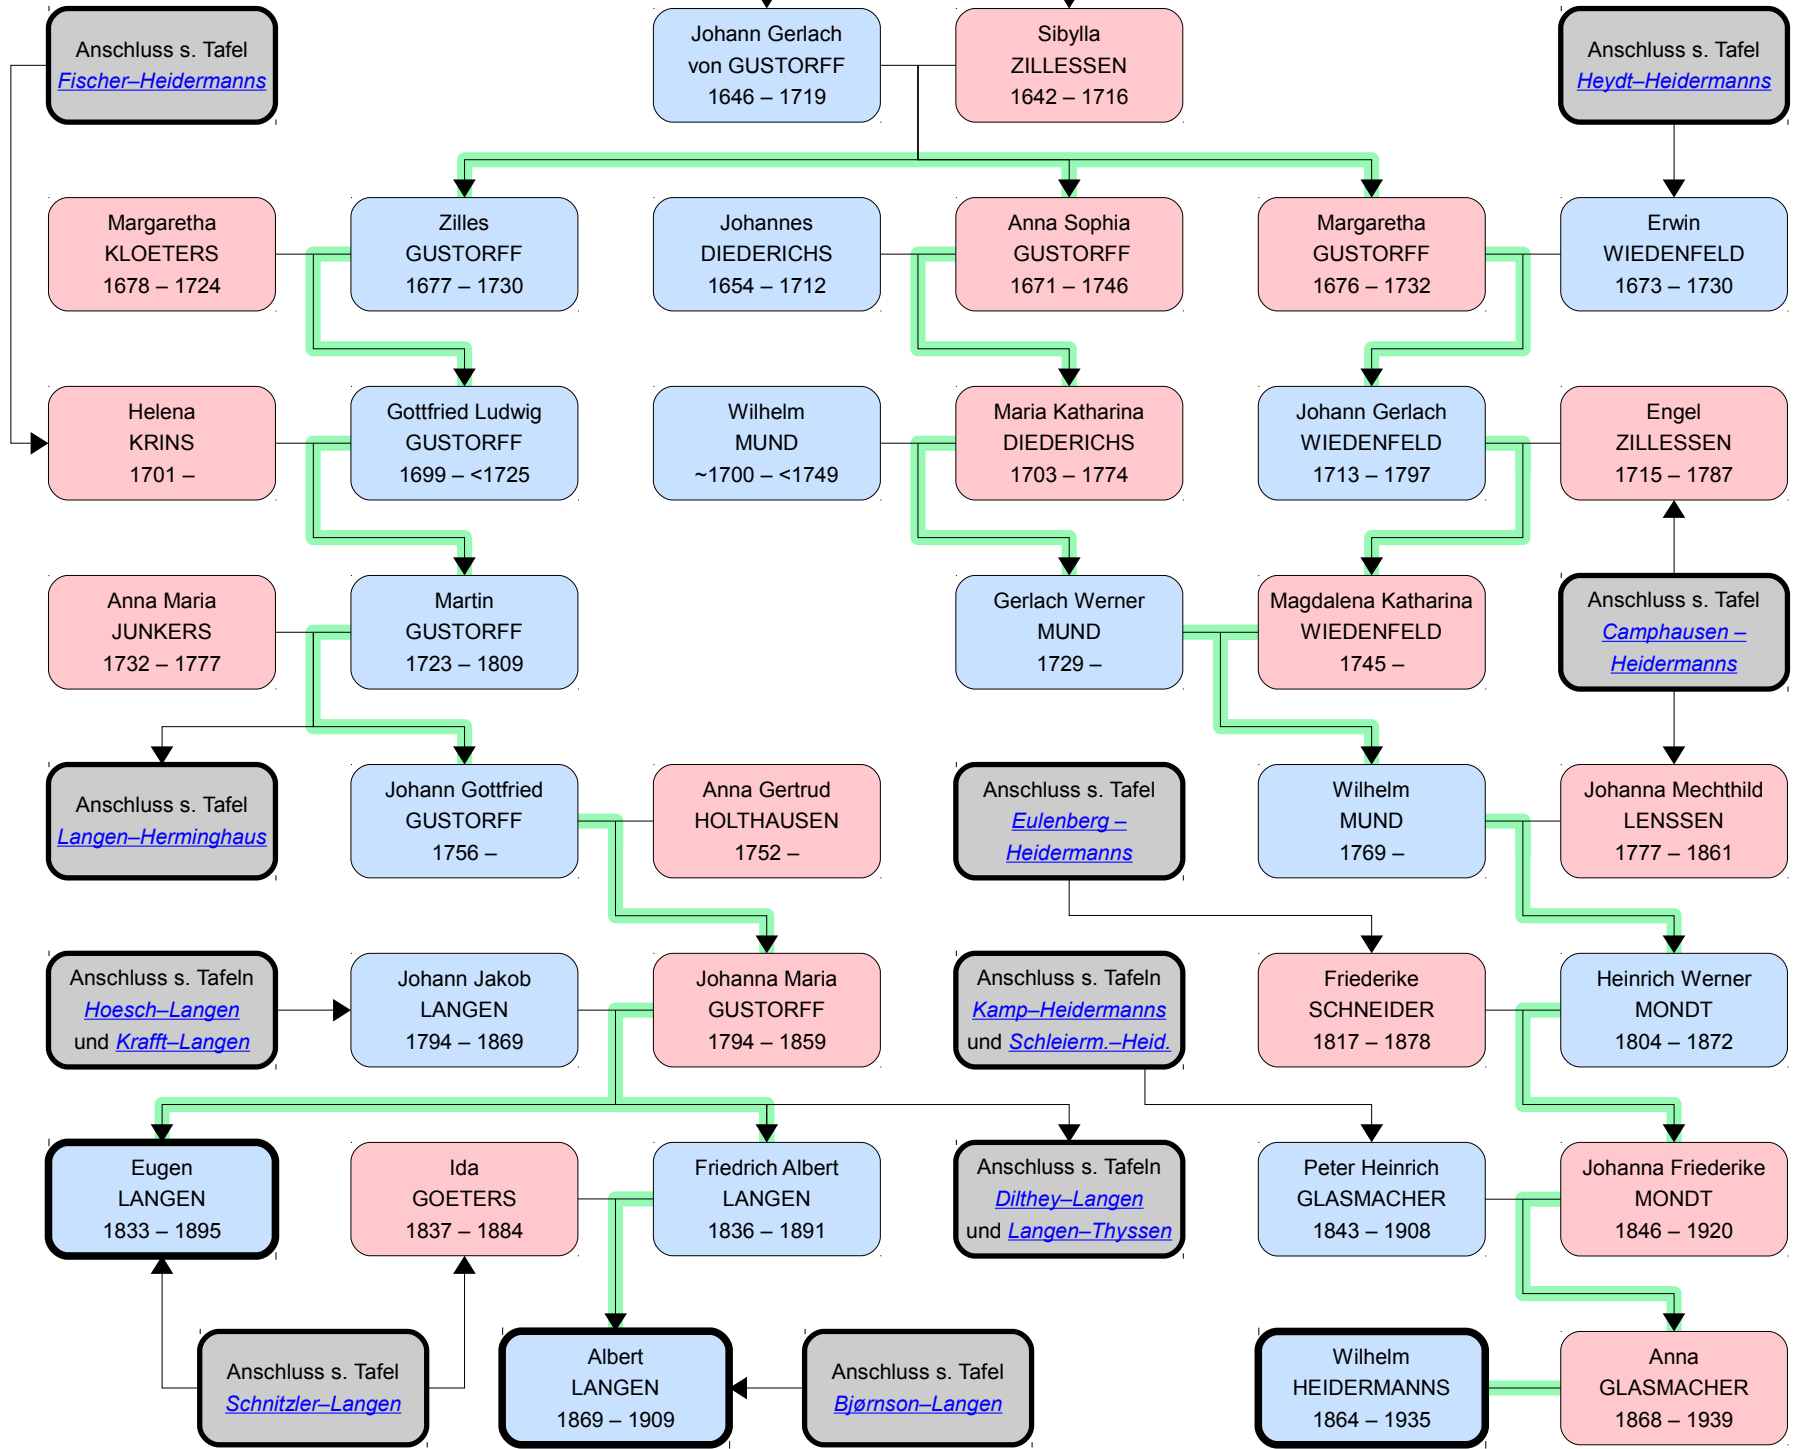 Anschluss s. Tafel
Fischer–Heidermanns
Johann Gerlach
von GUSTORFF
1646 – 1719
Sibylla
ZILLESSEN
1642 – 1716
Anschluss s. Tafel
Heydt–Heidermanns
Margaretha
KLOETERS
1678 – 1724
Zilles
GUSTORFF
1677 – 1730
Johannes
DIEDERICHS
1654 – 1712
Anna Sophia
GUSTORFF
1671 – 1746
Margaretha
GUSTORFF
1676 – 1732
Erwin
WIEDENFELD
1673 – 1730
Helena
KRINS
1701 –
Gottfried Ludwig
GUSTORFF
1699 – <1725
Wilhelm
MUND
~1700 – <1749
Maria Katharina
DIEDERICHS
1703 – 1774
Johann Gerlach
WIEDENFELD
1713 – 1797
Engel
ZILLESSEN
1715 – 1787
Anna Maria
JUNKERS
1732 – 1777
Martin
GUSTORFF
1723 – 1809
Gerlach Werner
MUND
1729 –
Magdalena Katharina
WIEDENFELD
1745 –
Anschluss s. Tafel
Camphausen –
Heidermanns
Anschluss s. Tafel
Langen–Herminghaus
Johann Gottfried
GUSTORFF
1756 –
Anna Gertrud
HOLTHAUSEN
1752 –
Anschluss s. Tafel
Eulenberg –
Heidermanns
Wilhelm
MUND
1769 –
Johanna Mechthild
LENSSEN
1777 – 1861
Anschluss s. Tafeln
Hoesch–Langen
und Krafft–Langen
Johann Jakob
LANGEN
1794 – 1869
Johanna Maria
GUSTORFF
1794 – 1859
Anschluss s. Tafeln
Kamp–Heidermanns
und Schleierm.–Heid.
Friederike
SCHNEIDER
1817 – 1878
Heinrich Werner
MONDT
1804 – 1872
Eugen
LANGEN
1833 – 1895
Ida
GOETERS
1837 – 1884
Friedrich Albert
LANGEN
1836 – 1891
Anschluss s. Tafeln
Dilthey–Langen
und Langen–Thyssen
Peter Heinrich
GLASMACHER
1843 – 1908
Johanna Friederike
MONDT
1846 – 1920
Anschluss s. Tafel
Schnitzler–Langen
Albert
LANGEN
1869 – 1909
Anschluss s. Tafel
Bjørnson–Langen
Wilhelm
HEIDERMANNS
1864 – 1935
Anna
GLASMACHER
1868 – 1939